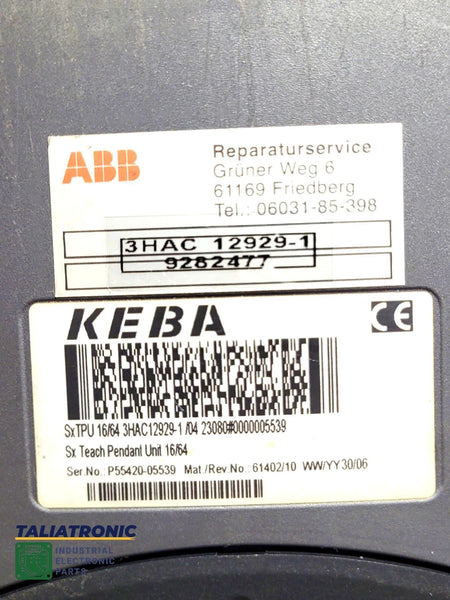 ABB
Reparaturservice
Grüner Weg 6
61169 Friedberg
Tel.: 06031-85-398
3HAC 12929-1
9282477
KEBA CE
SxTPU 16/64 3HAC12929-1 /04 23080#0000005539
Sx Teach Pendant Unit 16/64
Ser.No.: P55420-05539 Mat./Rev.No.: 61402/10 WW/YY30/06
TALIATRONIC
INDUSTRIAL
ELECTRONIC
PARTS